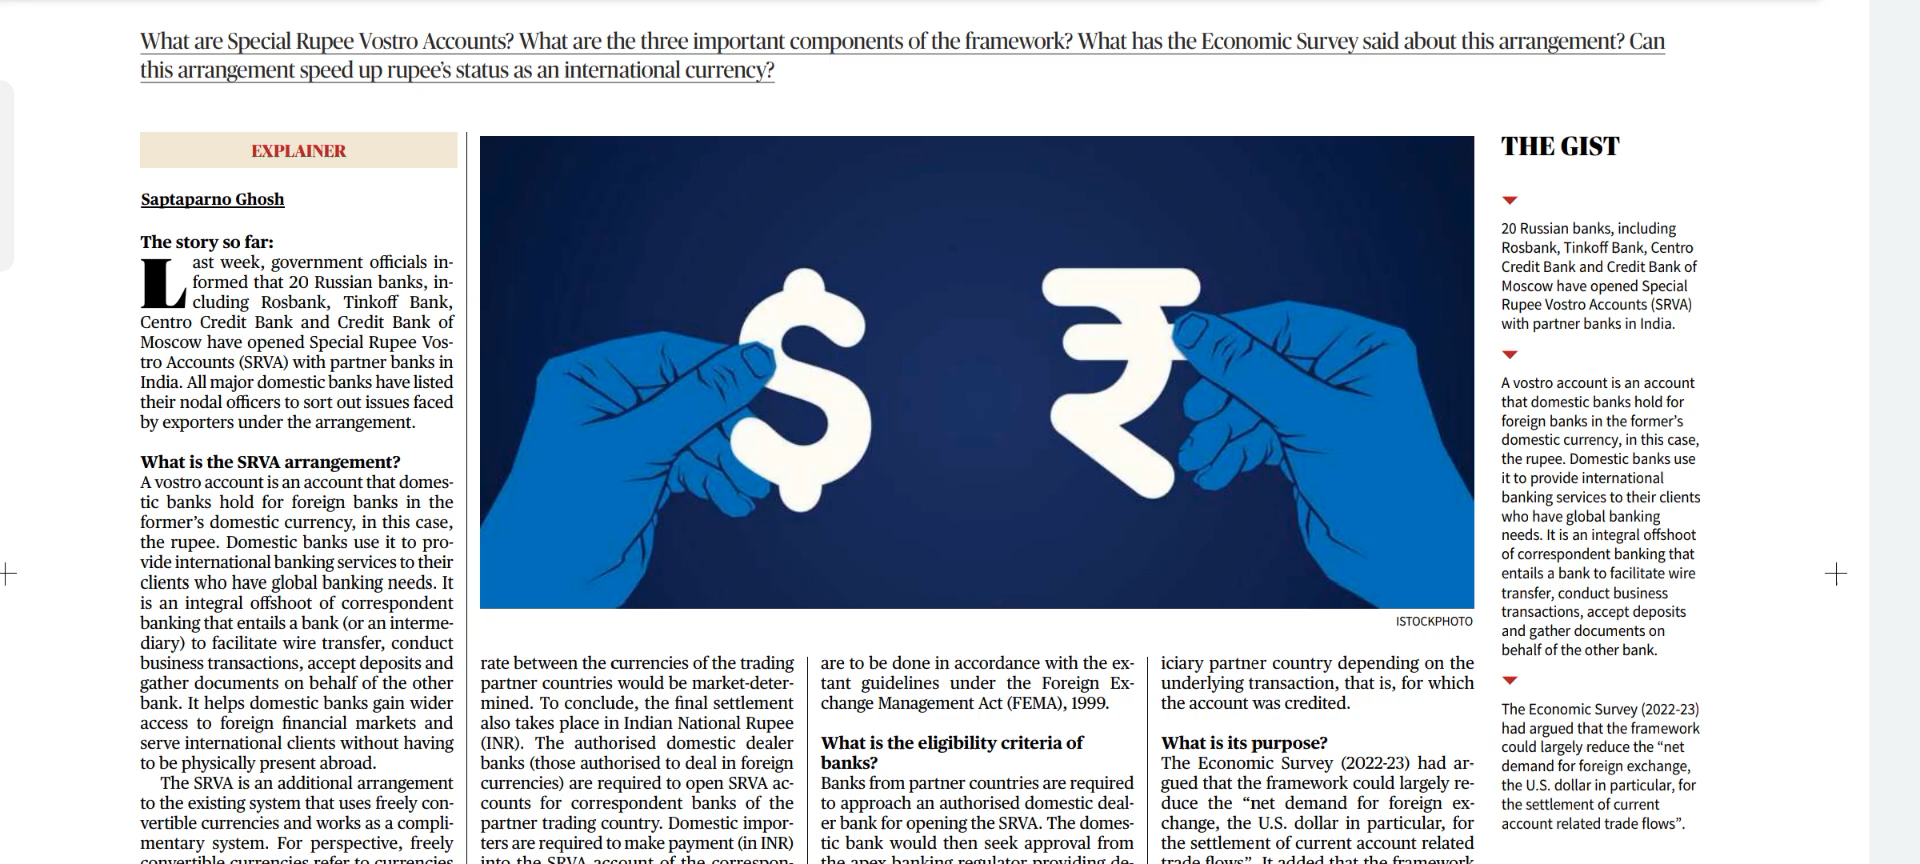 What are Special Rupee Vostro Accounts? What are the three important components of the framework? What has the Economic Survey said about this arrangement? Can
this arrangement speed up rupee's status as an international currency?
EXPLAINER
Saptaparno Ghosh
The story so far:
Last week, government officials in-
formed that 20 Russian banks, in-
cluding Rosbank, Tinkoff Bank,
Centro Credit Bank and Credit Bank of
Moscow have opened Special Rupee Vos-
tro Accounts (SRVA) with partner banks in
India. All major domestic banks have listed
their nodal officers to sort out issues faced
by exporters under the arrangement.
What is the SRVA arrangement?
A vostro account is an account that domes-
tic banks hold for foreign banks in the
former's domestic currency, in this case,
the rupee. Domestic banks use it to pro-
vide international banking services to their
clients who have global banking needs. It
is an integral offshoot of correspondent
banking that entails a bank (or an interme-
diary) to facilitate wire transfer, conduct
business transactions, accept deposits and
gather documents on behalf of the other
bank. It helps domestic banks gain wider
access to foreign financial markets and
serve international clients without having
to be physically present abroad.
The SRVA is an additional arrangement
to the existing system that uses freely con-
vertible currencies and works as a compli-
mentary system. For perspective, freely
convertible currencies refer to currencies
$ ₹
ISTOCKPHOTO
rate between the currencies of the trading
partner countries would be market-deter-
mined. To conclude, the final settlement
also takes place in Indian National Rupee
(INR). The authorised domestic dealer
banks (those authorised to deal in foreign
currencies) are required to open SRVA ac-
counts for correspondent banks of the
partner trading country. Domestic impor-
ters are required to make payment (in INR)
into the SRVA account of the correspon-
are to be done in accordance with the ex-
tant guidelines under the Foreign Ex-
change Management Act (FEMA), 1999.
What is the eligibility criteria of
banks?
Banks from partner countries are required
to approach an authorised domestic deal-
er bank for opening the SRVA. The domes-
tic bank would then seek approval from
the apex banking regulator providing de-
iciary partner country depending on the
underlying transaction, that is, for which
the account was credited.
What is its purpose?
The Economic Survey (2022-23) had ar-
gued that the framework could largely re-
duce the “net demand for foreign ex-
change, the U.S. dollar in particular, for
the settlement of current account related
trade flows”. It added that the framework
THE GIST
20 Russian banks, including
Rosbank, Tinkoff Bank, Centro
Credit Bank and Credit Bank of
Moscow have opened Special
Rupee Vostro Accounts (SRVA)
with partner banks in India.
A vostro account is an account
that domestic banks hold for
foreign banks in the former's
domestic currency, in this case,
the rupee. Domestic banks use
it to provide international
banking services to their clients
who have global banking
needs. It is an integral offshoot
of correspondent banking that
entails a bank to facilitate wire
transfer, conduct business
transactions, accept deposits
and gather documents on
behalf of the other bank.
The Economic Survey (2022-23)
had argued that the framework
could largely reduce the “net
demand for foreign exchange,
the U.S. dollar in particular, for
the settlement of current
account related trade flows”.